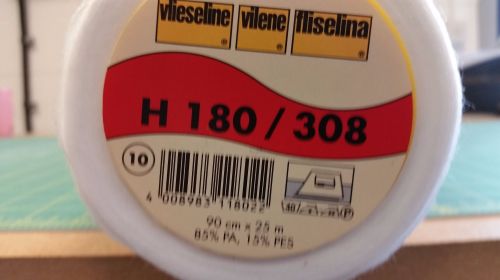 vlieseline vilene fliselina
H 180 / 308
10
4 008983 118022
90 cm x 25 m
85% PA, 15% PES